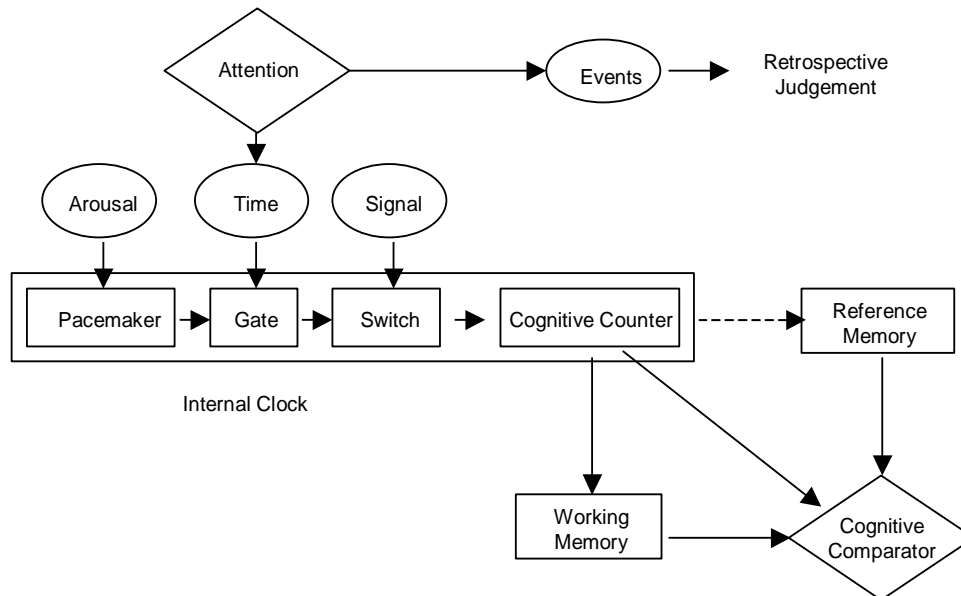 Attention
Events
Retrospective
Judgement
Arousal
Time
Signal
Pacemaker
Gate
Switch
Cognitive Counter
Reference
Memory
Internal Clock
Working
Memory
Cognitive
Comparator